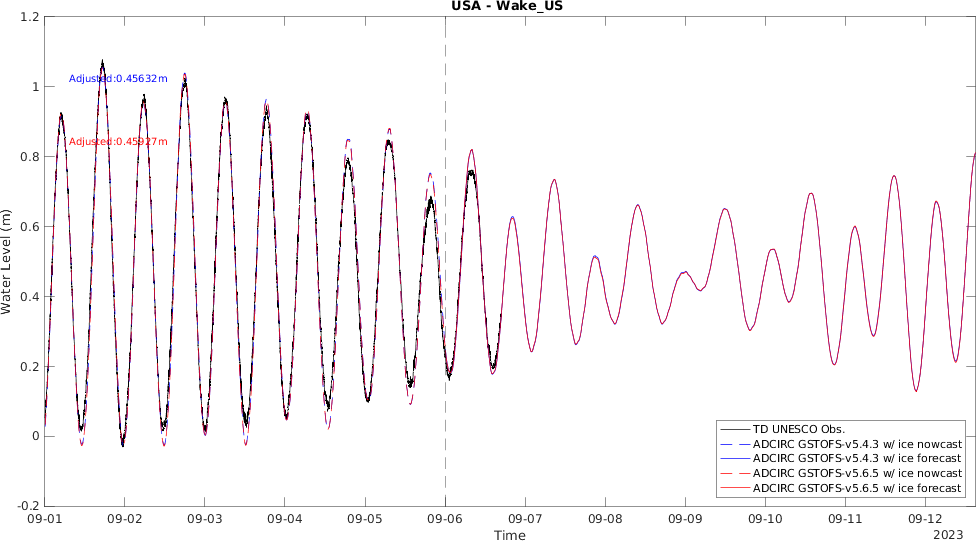 USA - Wake_US
1.2
1
0.8
0.6
0.4
0.2
0
-0.2
Water Level (m)
Adjusted:0.45632m
Adjusted:0.45927m
TD UNESCO Obs.
ADCIRC GSTOFS-v5.4.3 w/ ice nowcast
ADCIRC GSTOFS-v5.4.3 w/ ice forecast
ADCIRC GSTOFS-v5.6.5 w/ ice nowcast
ADCIRC GSTOFS-v5.6.5 w/ ice forecast
09-01 09-02 09-03 09-04 09-05 09-06 09-07 09-08 09-09 09-10 09-11 09-12
Time
2023